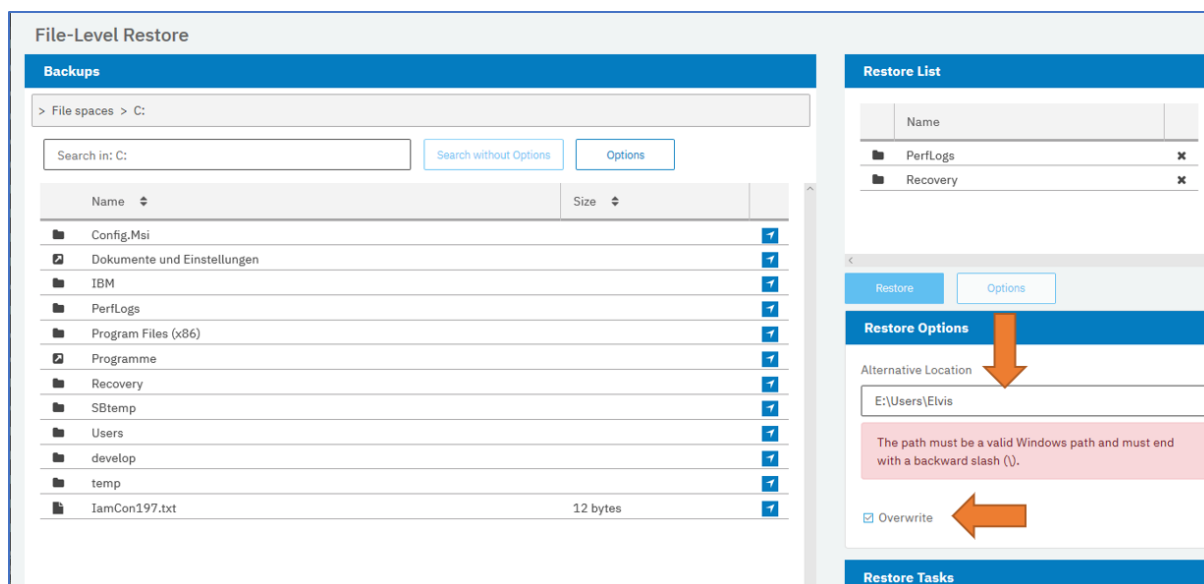 File-Level Restore
Backups
> File spaces > C:
Search in: C:
Search without Options
Options
Name
Size
Config.Msi
Dokumente und Einstellungen
IBM
PerfLogs
Program Files (x86)
Programme
Recovery
SBtemp
Users
develop
temp
IamCon197.txt 12 bytes
Restore List
Name
PerfLogs
Recovery
Restore
Options
Restore Options
Alternative Location
E:\Users\Elvis
The path must be a valid Windows path and must end
with a backward slash (\).
Overwrite
Restore Tasks